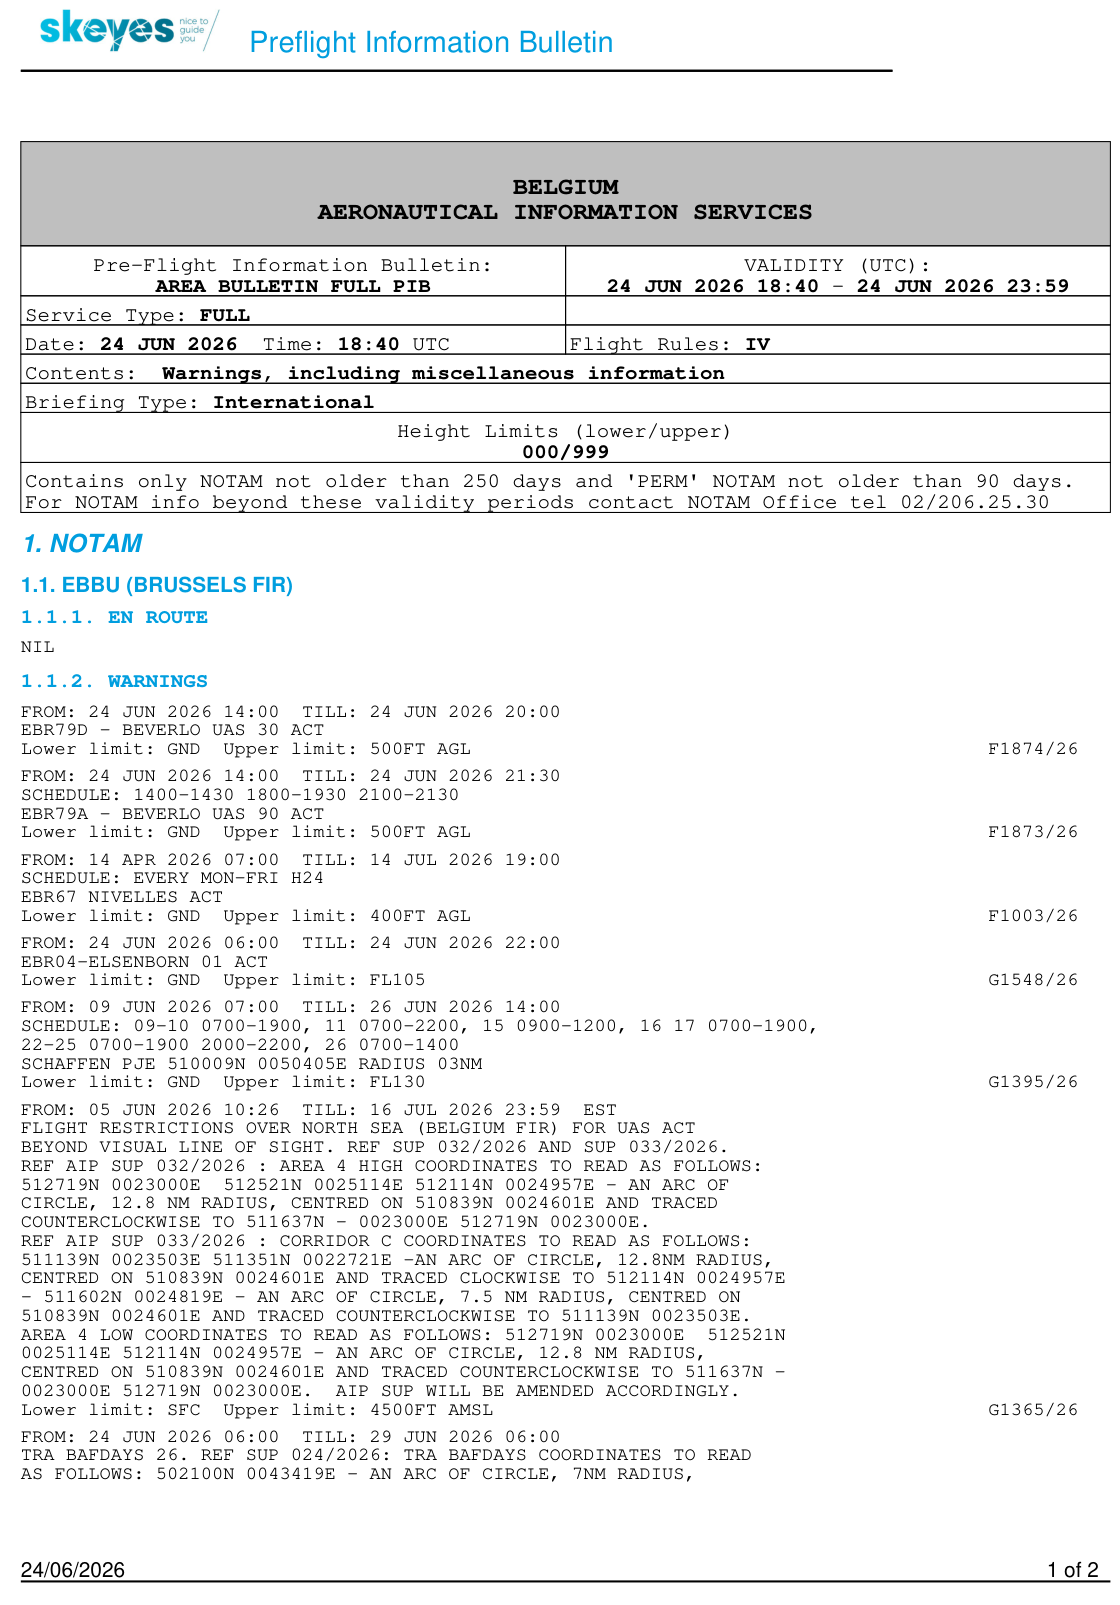 skeyes nice to guide you
Preflight Information Bulletin
BELGIUM
AERONAUTICAL INFORMATION SERVICES
Pre-Flight Information Bulletin:
AREA BULLETIN FULL PIB
VALIDITY (UTC):
24 JUN 2026 18:40 - 24 JUN 2026 23:59
Service Type: FULL
Date: 24 JUN 2026  Time: 18:40 UTC
Flight Rules: IV
Contents:  Warnings, including miscellaneous information
Briefing Type: International
Height Limits (lower/upper)
000/999
Contains only NOTAM not older than 250 days and 'PERM' NOTAM not older than 90 days.
For NOTAM info beyond these validity periods contact NOTAM Office tel 02/206.25.30
1. NOTAM
1.1. EBBU (BRUSSELS FIR)
1.1.1. EN ROUTE
NIL
1.1.2. WARNINGS
FROM: 24 JUN 2026 14:00  TILL: 24 JUN 2026 20:00
EBR79D - BEVERLO UAS 30 ACT
Lower limit: GND  Upper limit: 500FT AGL F1874/26
FROM: 24 JUN 2026 14:00  TILL: 24 JUN 2026 21:30
SCHEDULE: 1400-1430 1800-1930 2100-2130
EBR79A - BEVERLO UAS 90 ACT
Lower limit: GND  Upper limit: 500FT AGL F1873/26
FROM: 14 APR 2026 07:00  TILL: 14 JUL 2026 19:00
SCHEDULE: EVERY MON-FRI H24
EBR67 NIVELLES ACT
Lower limit: GND  Upper limit: 400FT AGL F1003/26
FROM: 24 JUN 2026 06:00  TILL: 24 JUN 2026 22:00
EBR04-ELSENBORN 01 ACT
Lower limit: GND  Upper limit: FL105 G1548/26
FROM: 09 JUN 2026 07:00  TILL: 26 JUN 2026 14:00
SCHEDULE: 09-10 0700-1900, 11 0700-2200, 15 0900-1200, 16 17 0700-1900,
22-25 0700-1900 2000-2200, 26 0700-1400
SCHAFFEN PJE 510009N 0050405E RADIUS 03NM
Lower limit: GND  Upper limit: FL130 G1395/26
FROM: 05 JUN 2026 10:26  TILL: 16 JUL 2026 23:59  EST
FLIGHT RESTRICTIONS OVER NORTH SEA (BELGIUM FIR) FOR UAS ACT
BEYOND VISUAL LINE OF SIGHT. REF SUP 032/2026 AND SUP 033/2026.
REF AIP SUP 032/2026 : AREA 4 HIGH COORDINATES TO READ AS FOLLOWS:
512719N 0023000E  512521N 0025114E 512114N 0024957E - AN ARC OF
CIRCLE, 12.8 NM RADIUS, CENTRED ON 510839N 0024601E AND TRACED
COUNTERCLOCKWISE TO 511637N - 0023000E 512719N 0023000E.
REF AIP SUP 033/2026 : CORRIDOR C COORDINATES TO READ AS FOLLOWS:
511139N 0023503E 511351N 0022721E -AN ARC OF CIRCLE, 12.8NM RADIUS,
CENTRED ON 510839N 0024601E AND TRACED CLOCKWISE TO 512114N 0024957E
- 511602N 0024819E - AN ARC OF CIRCLE, 7.5 NM RADIUS, CENTRED ON
510839N 0024601E AND TRACED COUNTERCLOCKWISE TO 511139N 0023503E.
AREA 4 LOW COORDINATES TO READ AS FOLLOWS: 512719N 0023000E  512521N
0025114E 512114N 0024957E - AN ARC OF CIRCLE, 12.8 NM RADIUS,
CENTRED ON 510839N 0024601E AND TRACED COUNTERCLOCKWISE TO 511637N -
0023000E 512719N 0023000E.  AIP SUP WILL BE AMENDED ACCORDINGLY.
Lower limit: SFC  Upper limit: 4500FT AMSL G1365/26
FROM: 24 JUN 2026 06:00  TILL: 29 JUN 2026 06:00
TRA BAFDAYS 26. REF SUP 024/2026: TRA BAFDAYS COORDINATES TO READ
AS FOLLOWS: 502100N 0043419E - AN ARC OF CIRCLE, 7NM RADIUS,
24/06/2026
1 of 2